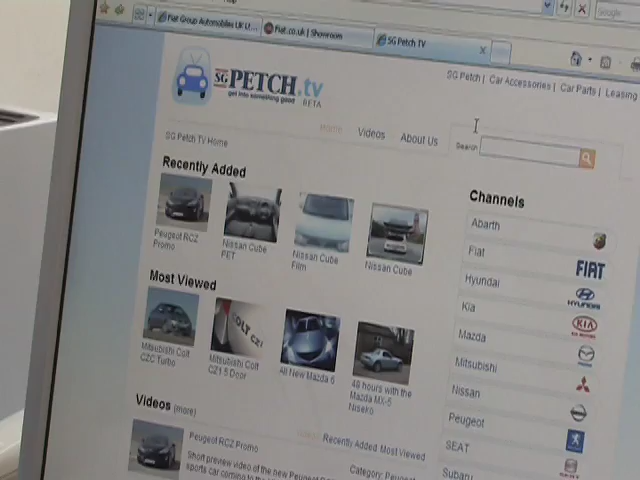 Fiat Group Automobiles UK
Fiat.co.uk | Showroom
SG Petch TV
Google
SG Petch | Car Accessories | Car Parts | Leasing
SG PETCH.tv
get into something good BETA
Home Videos About Us
Search
SG Petch TV Home
Recently Added
Peugeot RCZ Promo
Nissan Cube PET
Nissan Cube Film
Nissan Cube
Most Viewed
Mitsubishi Colt CZC Turbo
COLT CZ1
Mitsubishi Colt CZ1 5 Door
All New Mazda 6
48 hours with the Mazda MX-5 Niseko
Videos (more)
Recently Added Most Viewed
Peugeot RCZ Promo
Short preview video of the new Peugeot
sports car coming to the
Category: Peugeot
Channels
Abarth
Fiat
FIAT
Hyundai
HYUNDAI
Kia
KIA
Mazda
Mitsubishi
Nissan
Peugeot
SEAT
SEAT
Subaru